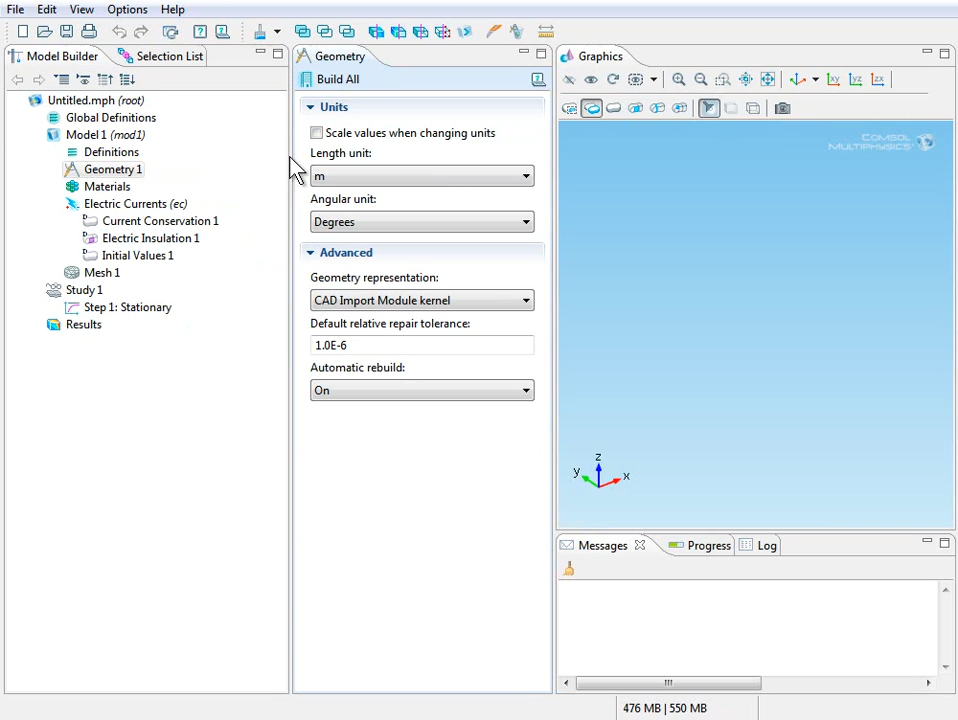 File Edit View Options Help
Model Builder Selection List
Untitled.mph (root)
Global Definitions
Model 1 (mod1)
Definitions
Geometry 1
Materials
Electric Currents (ec)
Current Conservation 1
Electric Insulation 1
Initial Values 1
Mesh 1
Study 1
Step 1: Stationary
Results
Geometry
Build All
Units
Scale values when changing units
Length unit:
m
Angular unit:
Degrees
Advanced
Geometry representation:
CAD Import Module kernel
Default relative repair tolerance:
1.0E-6
Automatic rebuild:
On
Graphics
xy yz zx
COMSOL
MULTIPHYSICS
z
y
x
Messages Progress Log
476 MB | 550 MB